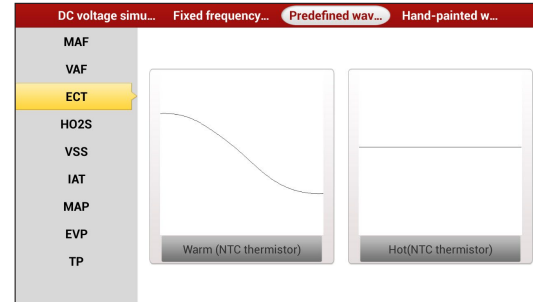 DC voltage simu... Fixed frequency... Predefined wav... Hand-painted w...
MAF
VAF
ECT
HO2S
VSS
IAT
MAP
EVP
TP
Warm (NTC thermistor) Hot(NTC thermistor)